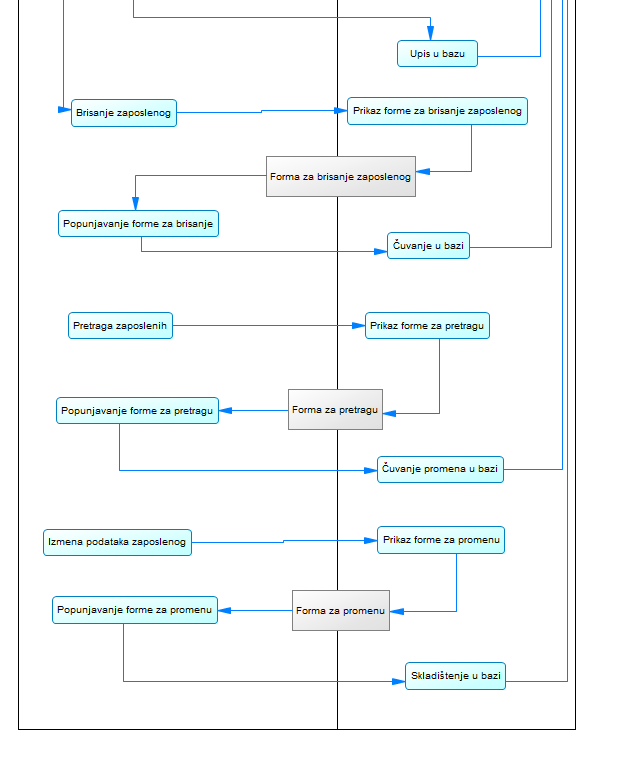 Upis u bazu
Brisanje zaposlenog
Prikaz forme za brisanje zaposlenog
Forma za brisanje zaposlenog
Popunjavanje forme za brisanje
Čuvanje u bazi
Pretraga zaposlenih
Prikaz forme za pretragu
Popunjavanje forme za pretragu
Forma za pretragu
Čuvanje promena u bazi
Izmena podataka zaposlenog
Prikaz forme za promenu
Popunjavanje forme za promenu
Forma za promenu
Skladištenje u bazi